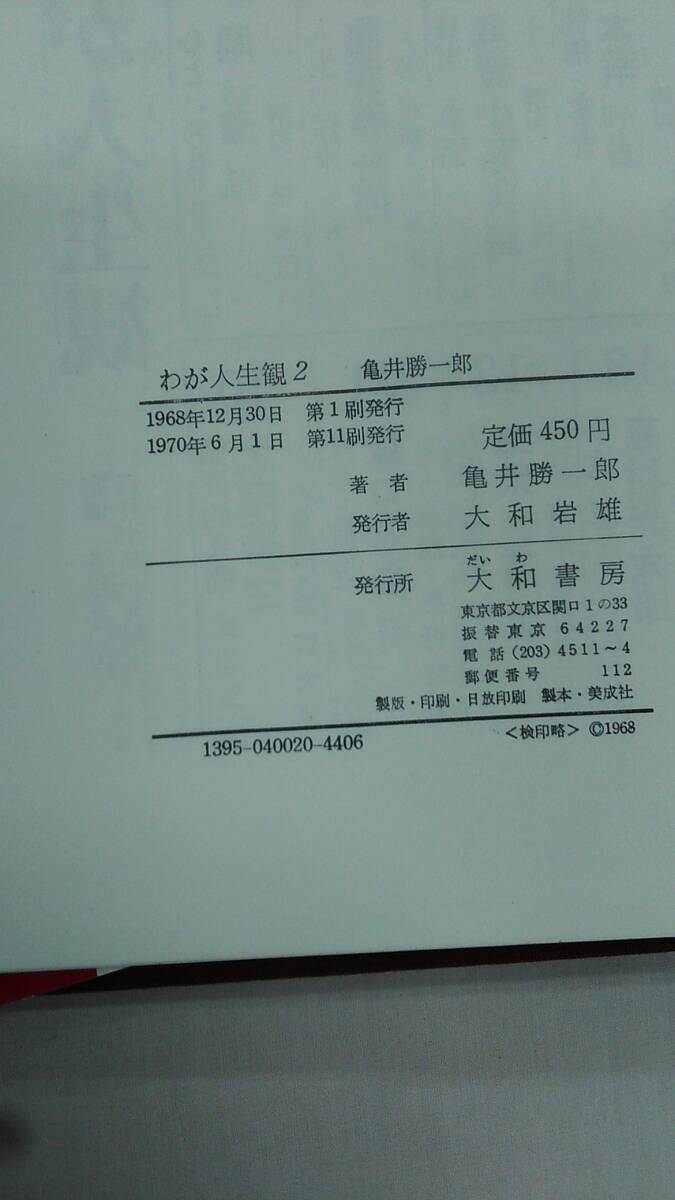 わが人生観2　亀井勝一郎
1968年12月30日　第1刷発行
1970年6月1日　第11刷発行
定価450円
著者　亀井勝一郎
発行者　大和岩雄
だいわ
発行所　大和書房
東京都文京区関口1の33
振替東京　64227
電話(203)4511～4
郵便番号　112
製版・印刷・日放印刷　製本・美成社
＜検印略＞©1968
1395-040020-4406
人生観